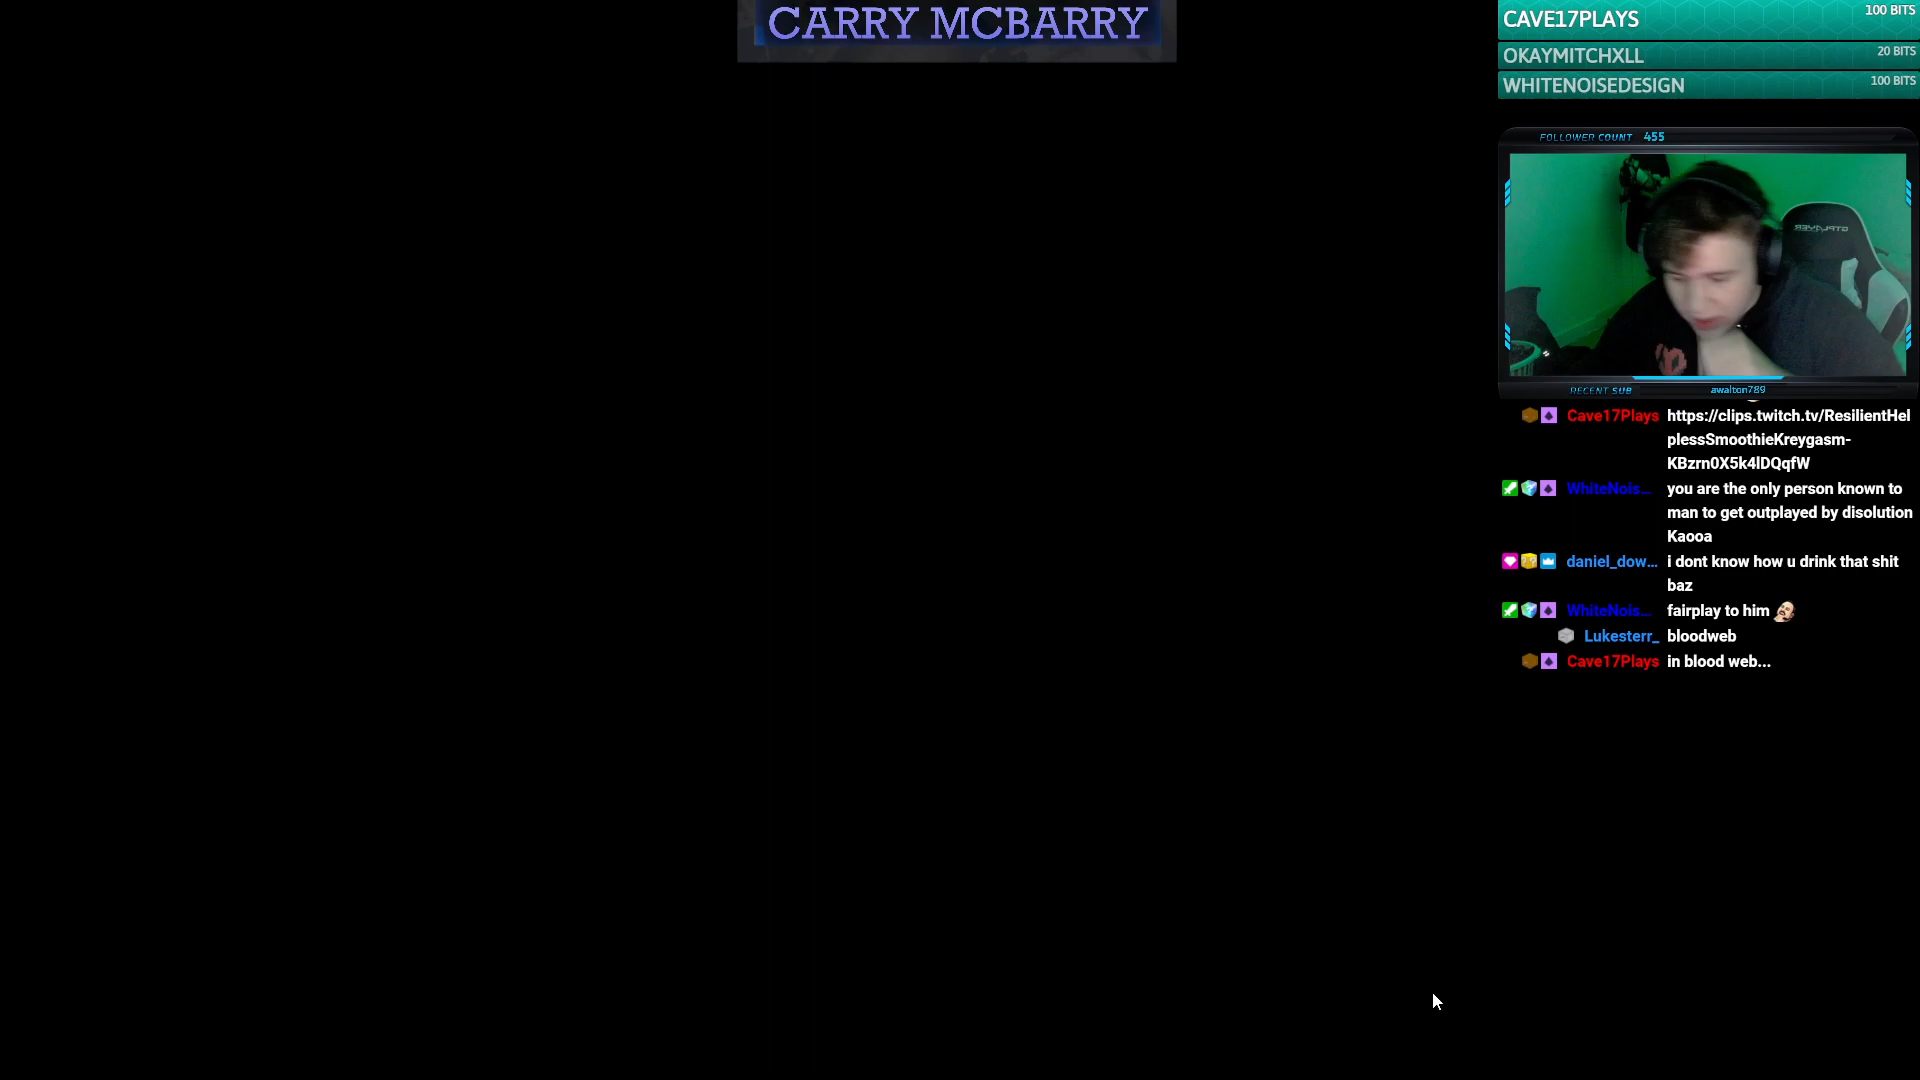 CARRY MCBARRY
CAVE17PLAYS 100 BITS
OKAYMITCHXLL 20 BITS
WHITENOISEDESIGN 100 BITS
FOLLOWER COUNT 455
GTPLAYER
RECENT SUB awalton789
Cave17Plays https://clips.twitch.tv/ResilientHel
plessSmoothieKreygasm-
KBzrn0X5k4lDQqfW
WhiteNois... you are the only person known to
man to get outplayed by disolution
Kaooa
daniel_dow... i dont know how u drink that shit
baz
WhiteNois... fairplay to him
Lukesterr_ bloodweb
Cave17Plays in blood web...